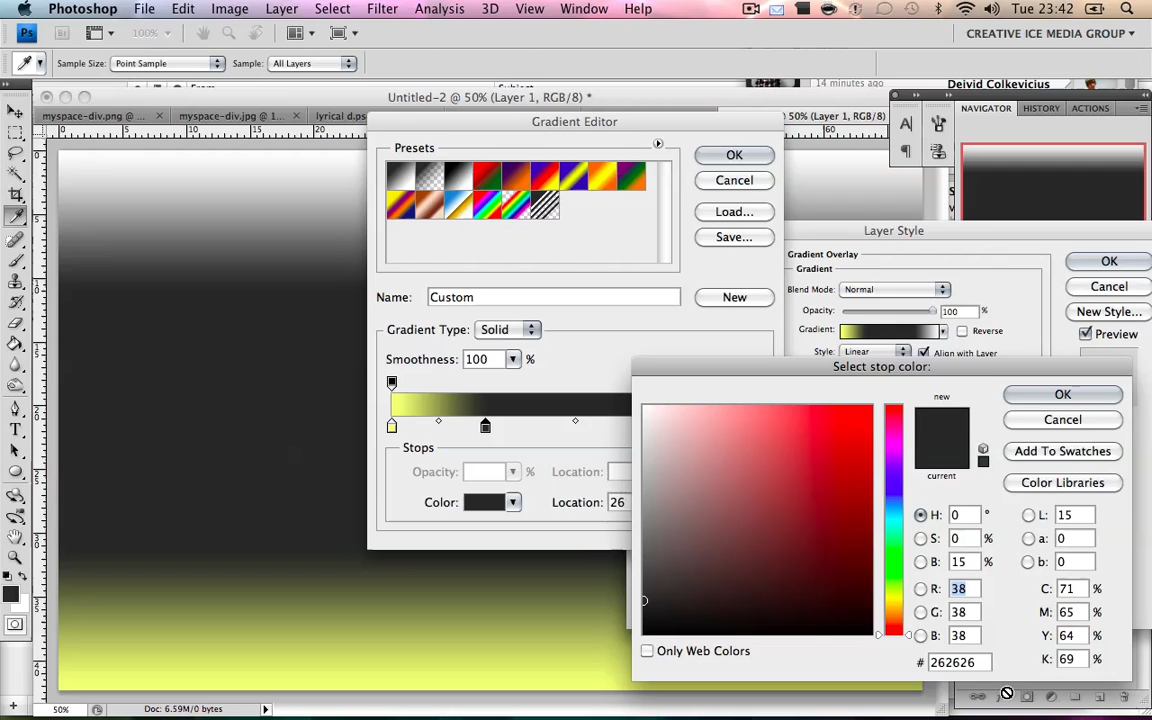 Photoshop File Edit Image Layer Select Filter Analysis 3D View Window Help Tue 23:42
Ps Br 100% CREATIVE ICE MEDIA GROUP
Sample Size: Point Sample Sample: All Layers
14 minutes ago Deivid Colkevicius
Untitled-2 @ 50% (Layer 1, RGB/8) *
myspace-div.png @ ... myspace-div.jpg @ 1... lyrical d.ps @ 50% (Layer 1, RGB/8) *
NAVIGATOR HISTORY ACTIONS
Gradient Editor
Presets
OK
Cancel
Load...
Save...
Name: Custom New
Gradient Type: Solid
Smoothness: 100 %
Stops
Opacity: % Location:
Color: Location: 26
Layer Style
Gradient Overlay
Gradient
Blend Mode: Normal
Opacity: 100 %
Gradient: Reverse
Style: Linear Align with Layer
OK
Cancel
New Style...
Preview
Select stop color:
new
current
OK
Cancel
Add To Swatches
Color Libraries
H: 0 ° L: 15
S: 0 % a: 0
B: 15 % b: 0
R: 38 C: 71 %
G: 38 M: 65 %
B: 38 Y: 64 %
# 262626 K: 69 %
Only Web Colors
50% Doc: 6.59M/0 bytes